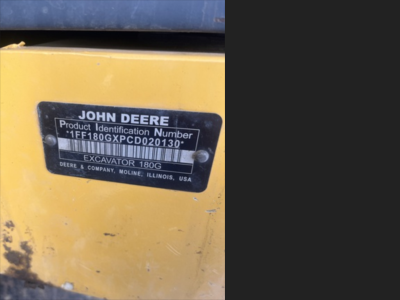 JOHN DEERE
Product Identification Number
*1FF180GXPCD020130*
EXCAVATOR 180G
DEERE & COMPANY, MOLINE, ILLINOIS, USA